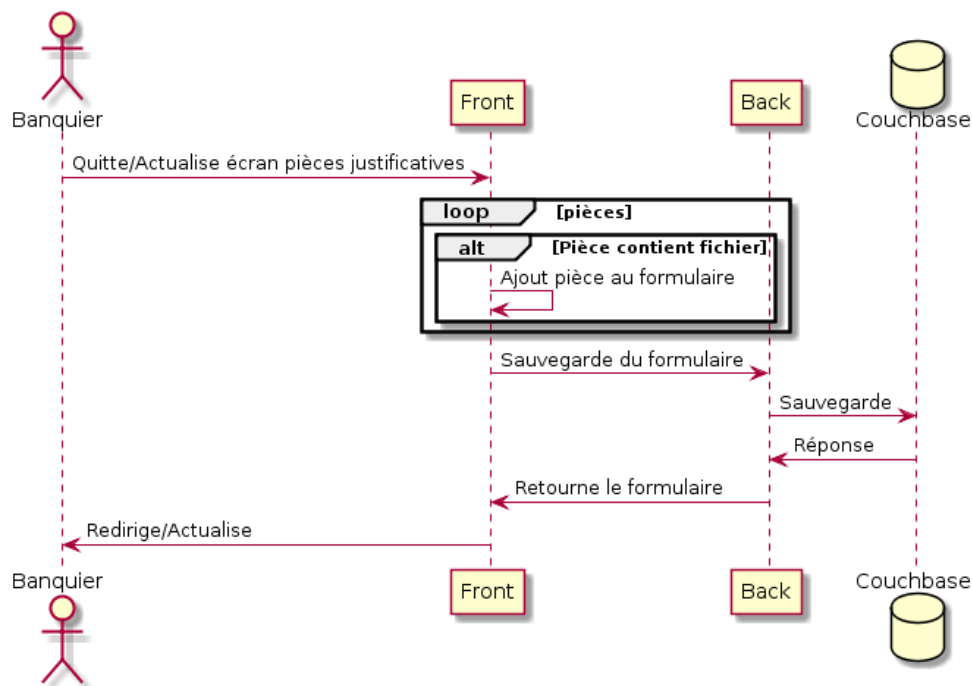 Banquier
Front
Back
Couchbase
Quitte/Actualise écran pièces justificatives
loop [pièces]
alt [Pièce contient fichier]
Ajout pièce au formulaire
Sauvegarde du formulaire
Sauvegarde
Réponse
Retourne le formulaire
Redirige/Actualise
Banquier
Front
Back
Couchbase